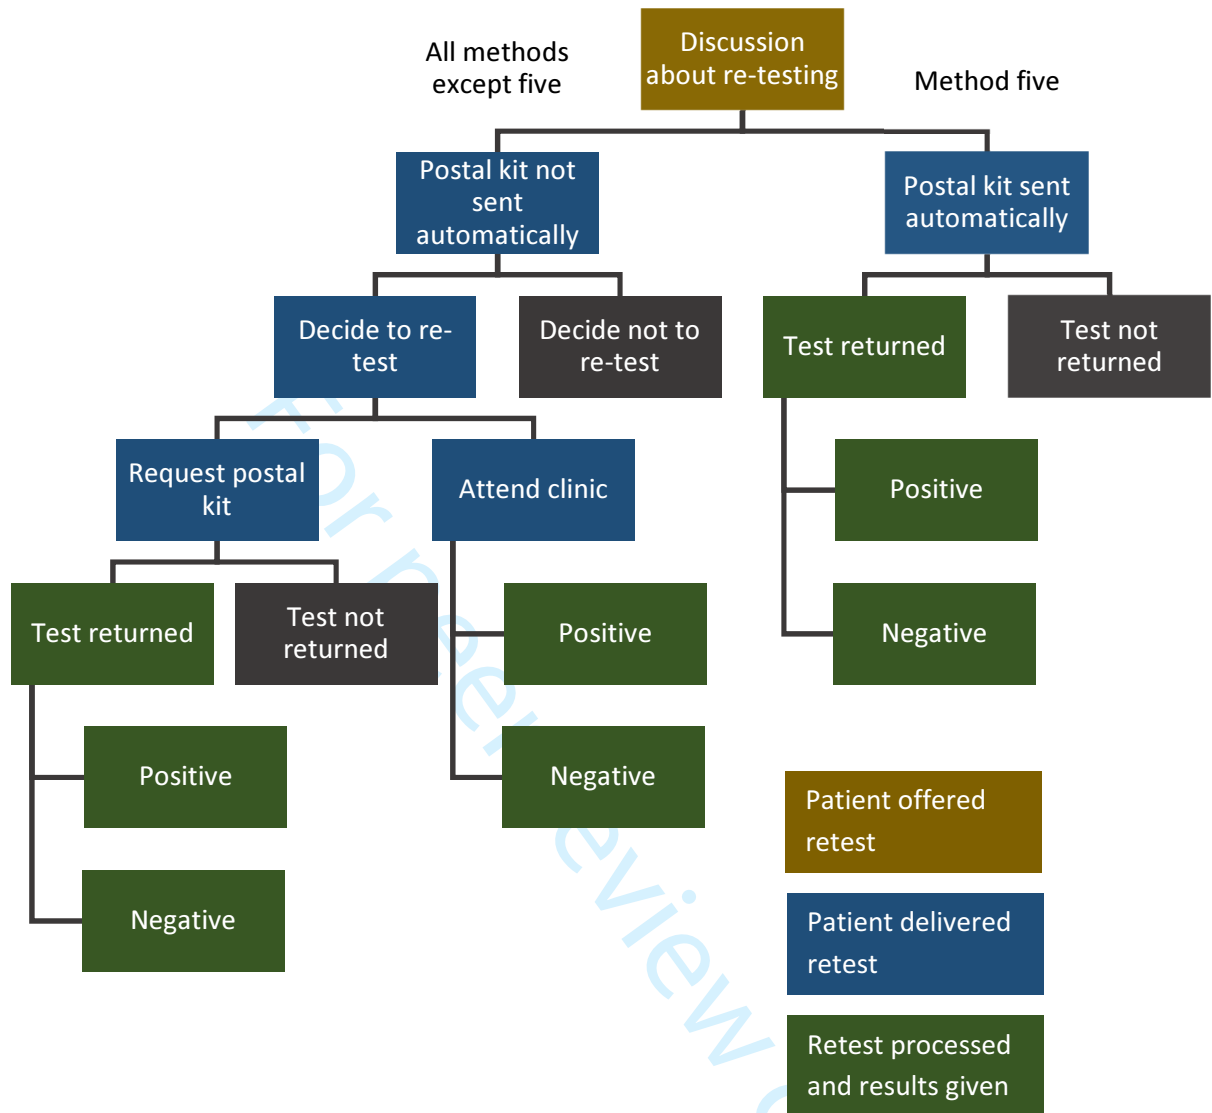 All methods
except five
Discussion
about re-testing
Method five
Postal kit not
sent
automatically
Postal kit sent
automatically
Decide to re-
test
Decide not to
re-test
Test returned
Test not
returned
Request postal
kit
Attend clinic
Positive
Negative
Test returned
Test not
returned
Positive
Negative
Positive
Negative
Patient offered
retest
Patient delivered
retest
Retest processed
and results given
For peer review